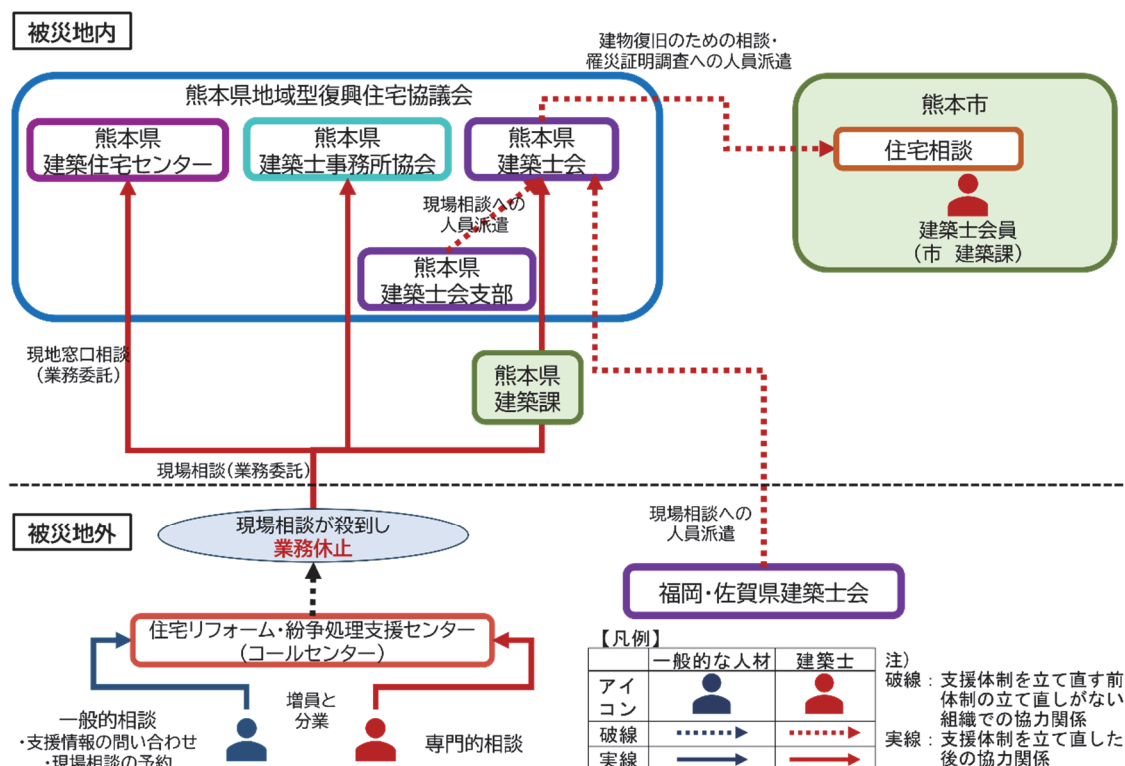 被災地内
建物復旧のための相談・
罹災証明調査への人員派遣
熊本県地域型復興住宅協議会
熊本県
建築住宅センター
熊本県
建築士事務所協会
熊本県
建築士会
現場相談への
人員派遣
熊本県
建築士会支部
熊本市
住宅相談
建築士会員
(市 建築課)
現地窓口相談
(業務委託)
熊本県
建築課
現場相談(業務委託)
被災地外
現場相談が殺到し
業務休止
現場相談への
人員派遣
福岡・佐賀県建築士会
住宅リフォーム・紛争処理支援センター
(コールセンター)
増員と
分業
一般的相談
・支援情報の問い合わせ
・現場相談の予約
専門的相談
【凡例】
一般的な人材 建築士
アイ
コン
破線
実線
注)
破線：支援体制を立て直す前
体制の立て直しがない
組織での協力関係
実線：支援体制を立て直した
後の協力関係